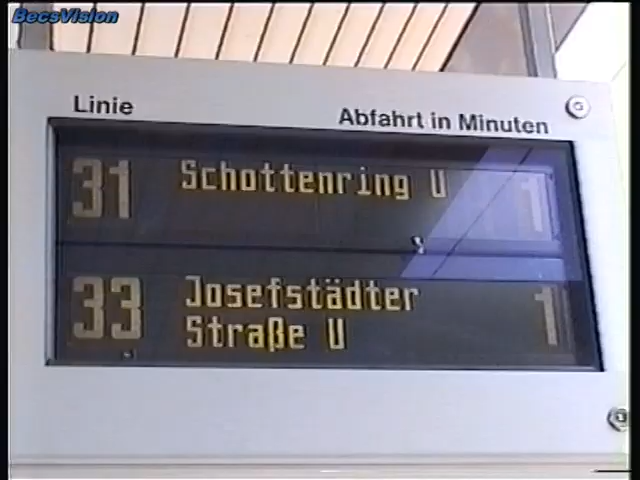 BecsVision
Linie Abfahrt in Minuten
31 Schottenring U 1
33 Josefstädter 1
Straße U